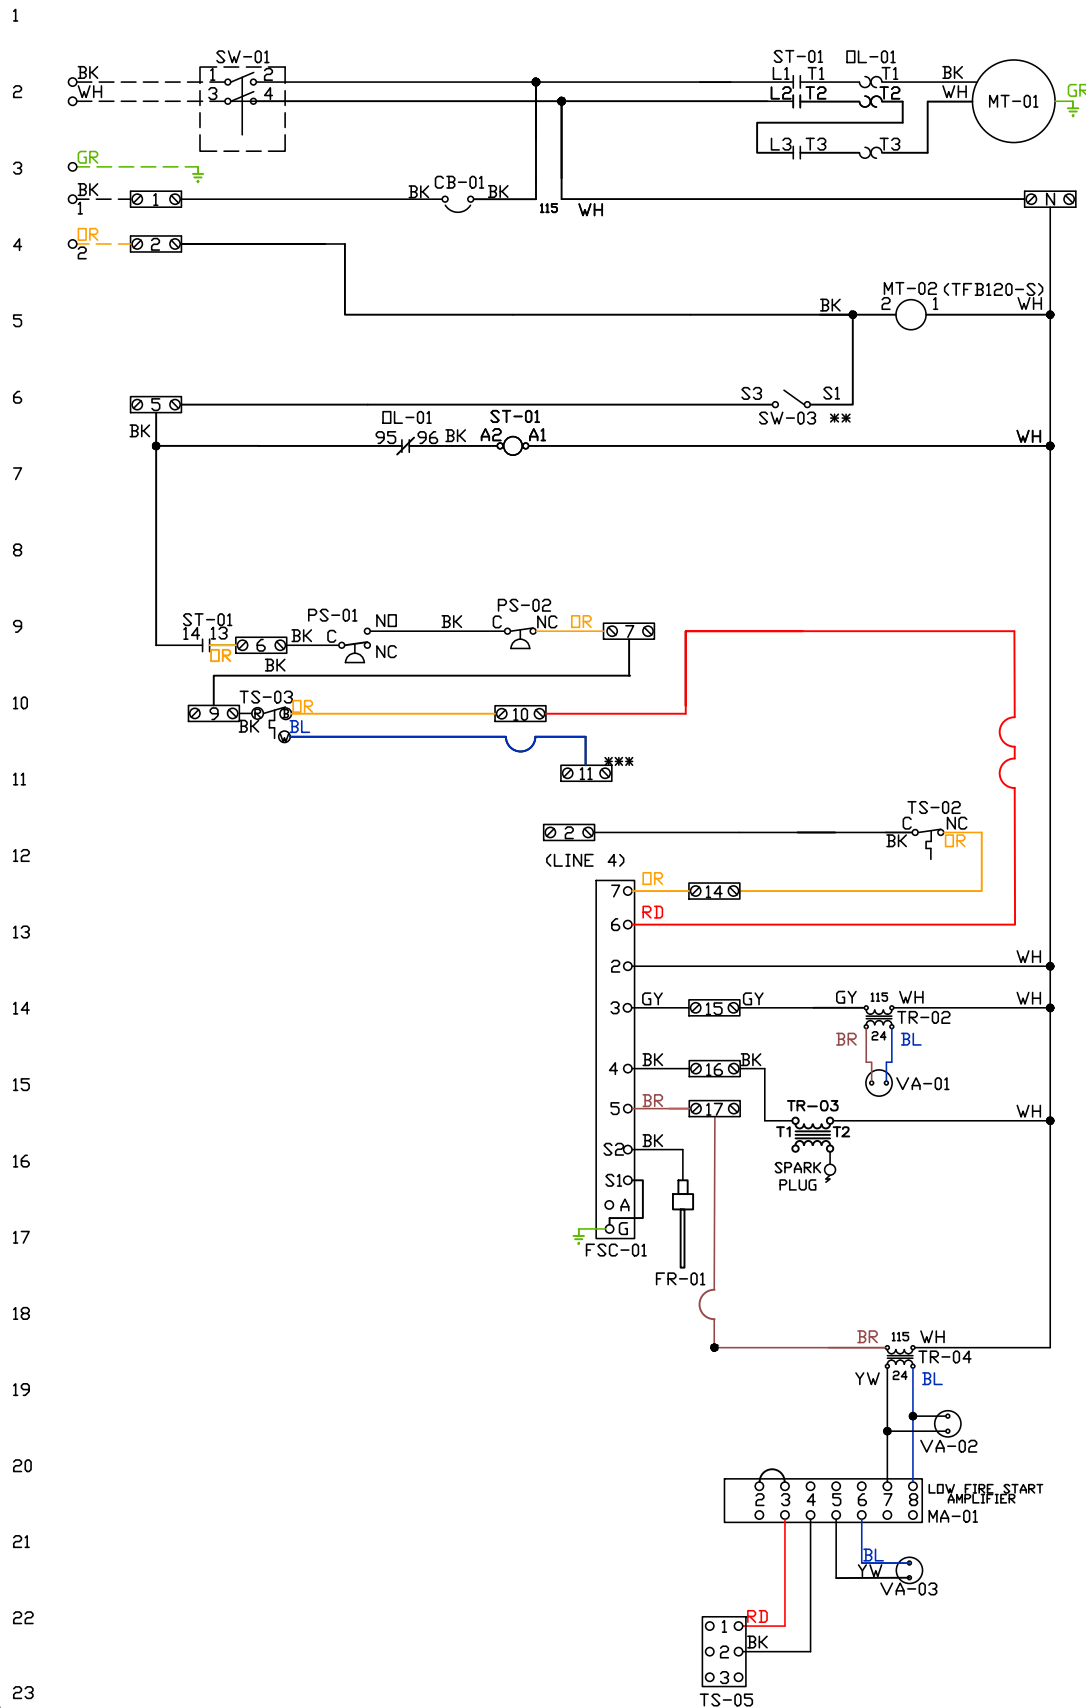 1
SW-01 ST-01 OL-01
BK 1 2 L1 T1 T1 BK
2 WH 3 4 L2 T2 T2 WH MT-01 GR
L3 T3 T3
3 GR
BK 1 1 BK CB-01 BK 115 WH N
4 OR 2 2
MT-02 (TFB120-S)
5 BK 2 1 WH
6 5 S3 S1
SW-03 **
BK OL-01 ST-01
95 96 BK A2 A1 WH
7
8
9 ST-01 PS-01 NO BK PS-02
14 13 OR 6 BK C NC C NC OR 7
BK
10 TS-03
9 BK R B OR 10
W BL
11 11 ***
TS-02
2 C NC
12 (LINE 4) BK OR
7 OR 14
13 6 RD
2 WH
14 3 GY 15 GY GY 115 WH WH
TR-02
BR 24 BL
15 4 BK 16 BK VA-01
5 BR 17 TR-03 WH
T1 T2
16 S2 BK
SPARK
PLUG
S1
A
17 G
FSC-01
FR-01
18
BR 115 WH
TR-04
19 YW 24 BL
VA-02
20
LOW FIRE START
AMPLIFIER
2 3 4 5 6 7 8
MA-01
21
BL
YW
VA-03
22 1 RD
2 BK
3
23 TS-05